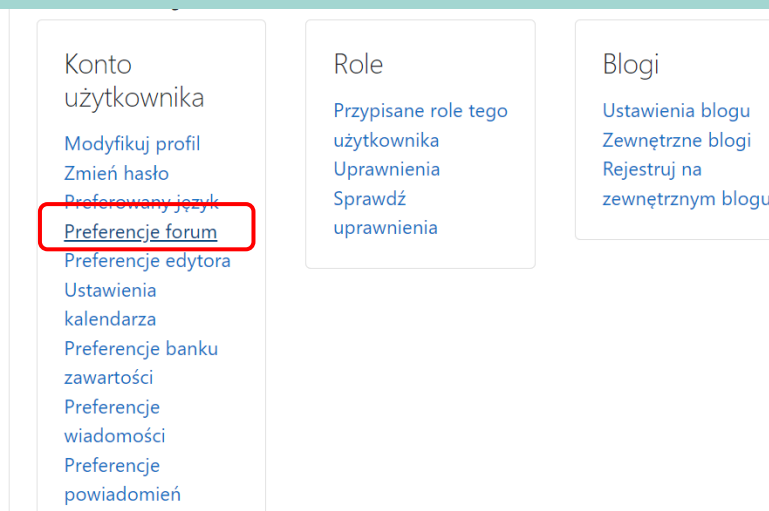 Konto
użytkownika
Modyfikuj profil
Zmień hasło
Preferowany język
Preferencje forum
Preferencje edytora
Ustawienia
kalendarza
Preferencje banku
zawartości
Preferencje
wiadomości
Preferencje
powiadomień
Role
Przypisane role tego
użytkownika
Uprawnienia
Sprawdź
uprawnienia
Blogi
Ustawienia blogu
Zewnętrzne blogi
Rejestruj na
zewnętrznym blogu